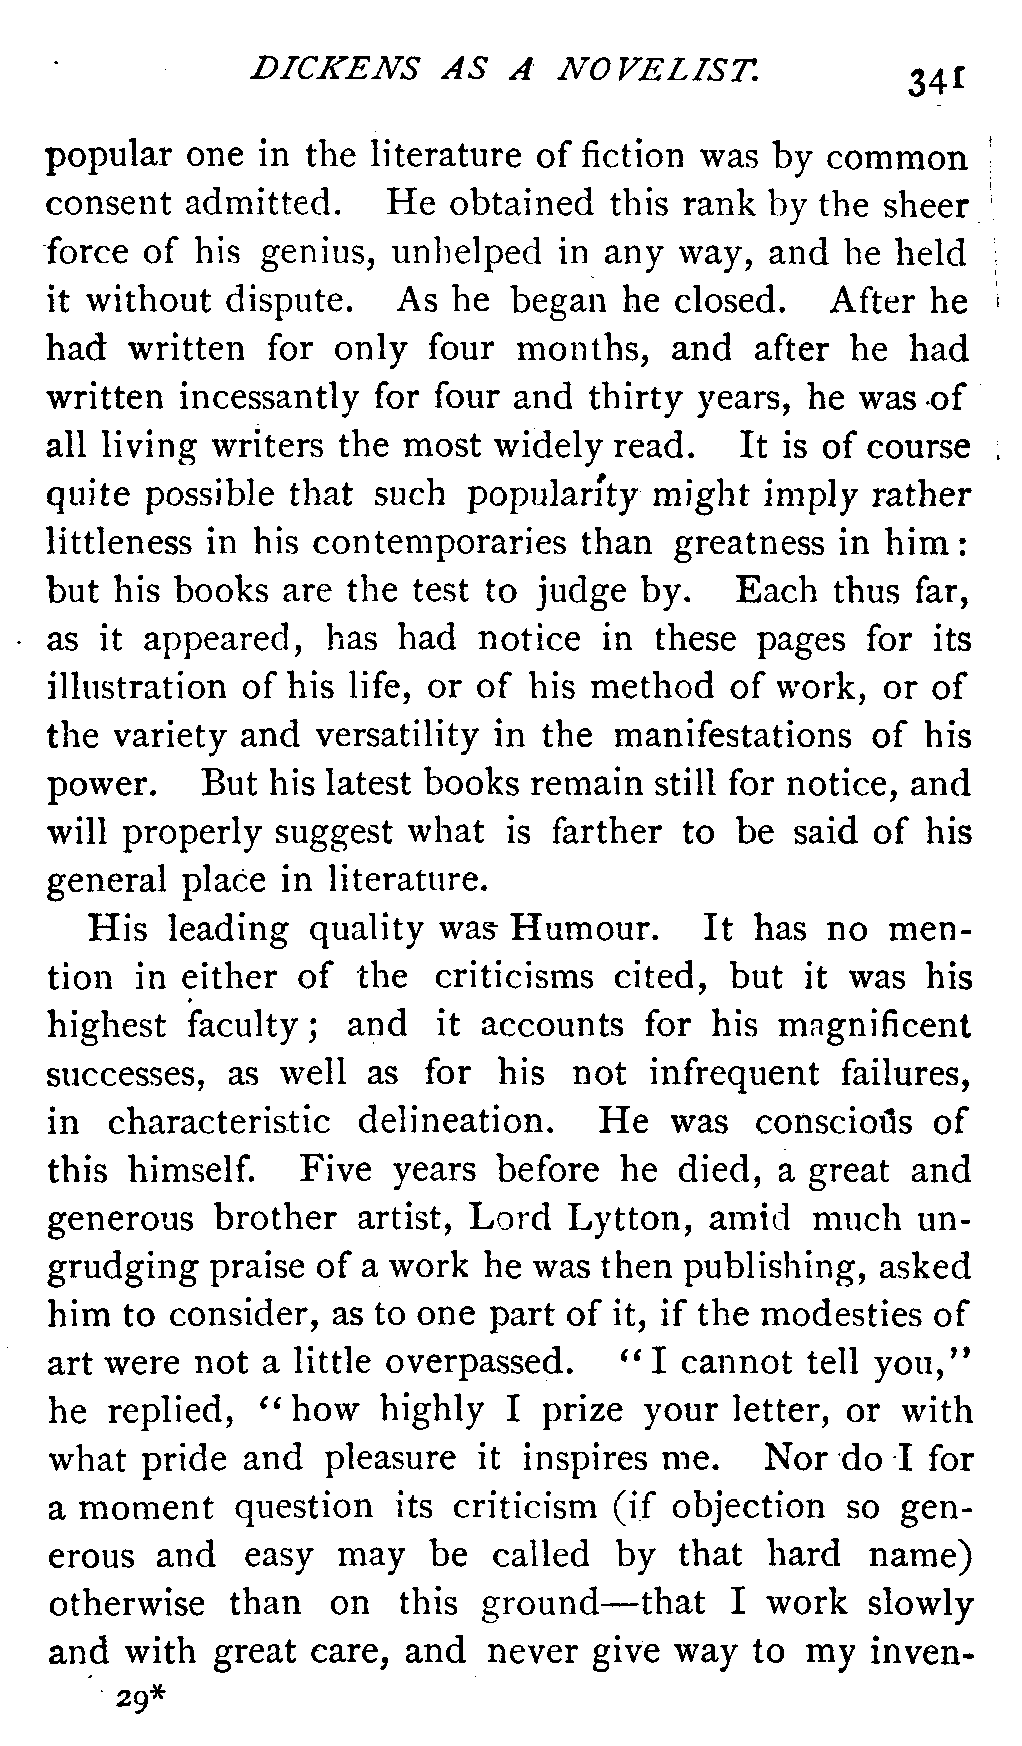 DICKENS AS A NOVELIST. 341
popular one in the literature of fiction was by common
consent admitted. He obtained this rank by the sheer
force of his genius, unhelped in any way, and he held
it without dispute. As he began he closed. After he
had written for only four months, and after he had
written incessantly for four and thirty years, he was of
all living writers the most widely read. It is of course
quite possible that such popularity might imply rather
littleness in his contemporaries than greatness in him:
but his books are the test to judge by. Each thus far,
as it appeared, has had notice in these pages for its
illustration of his life, or of his method of work, or of
the variety and versatility in the manifestations of his
power. But his latest books remain still for notice, and
will properly suggest what is farther to be said of his
general place in literature.
His leading quality was Humour. It has no men-
tion in either of the criticisms cited, but it was his
highest faculty; and it accounts for his magnificent
successes, as well as for his not infrequent failures,
in characteristic delineation. He was conscious of
this himself. Five years before he died, a great and
generous brother artist, Lord Lytton, amid much un-
grudging praise of a work he was then publishing, asked
him to consider, as to one part of it, if the modesties of
art were not a little overpassed. "I cannot tell you,"
he replied, "how highly I prize your letter, or with
what pride and pleasure it inspires me. Nor do I for
a moment question its criticism (if objection so gen-
erous and easy may be called by that hard name)
otherwise than on this ground—that I work slowly
and with great care, and never give way to my inven-
29*